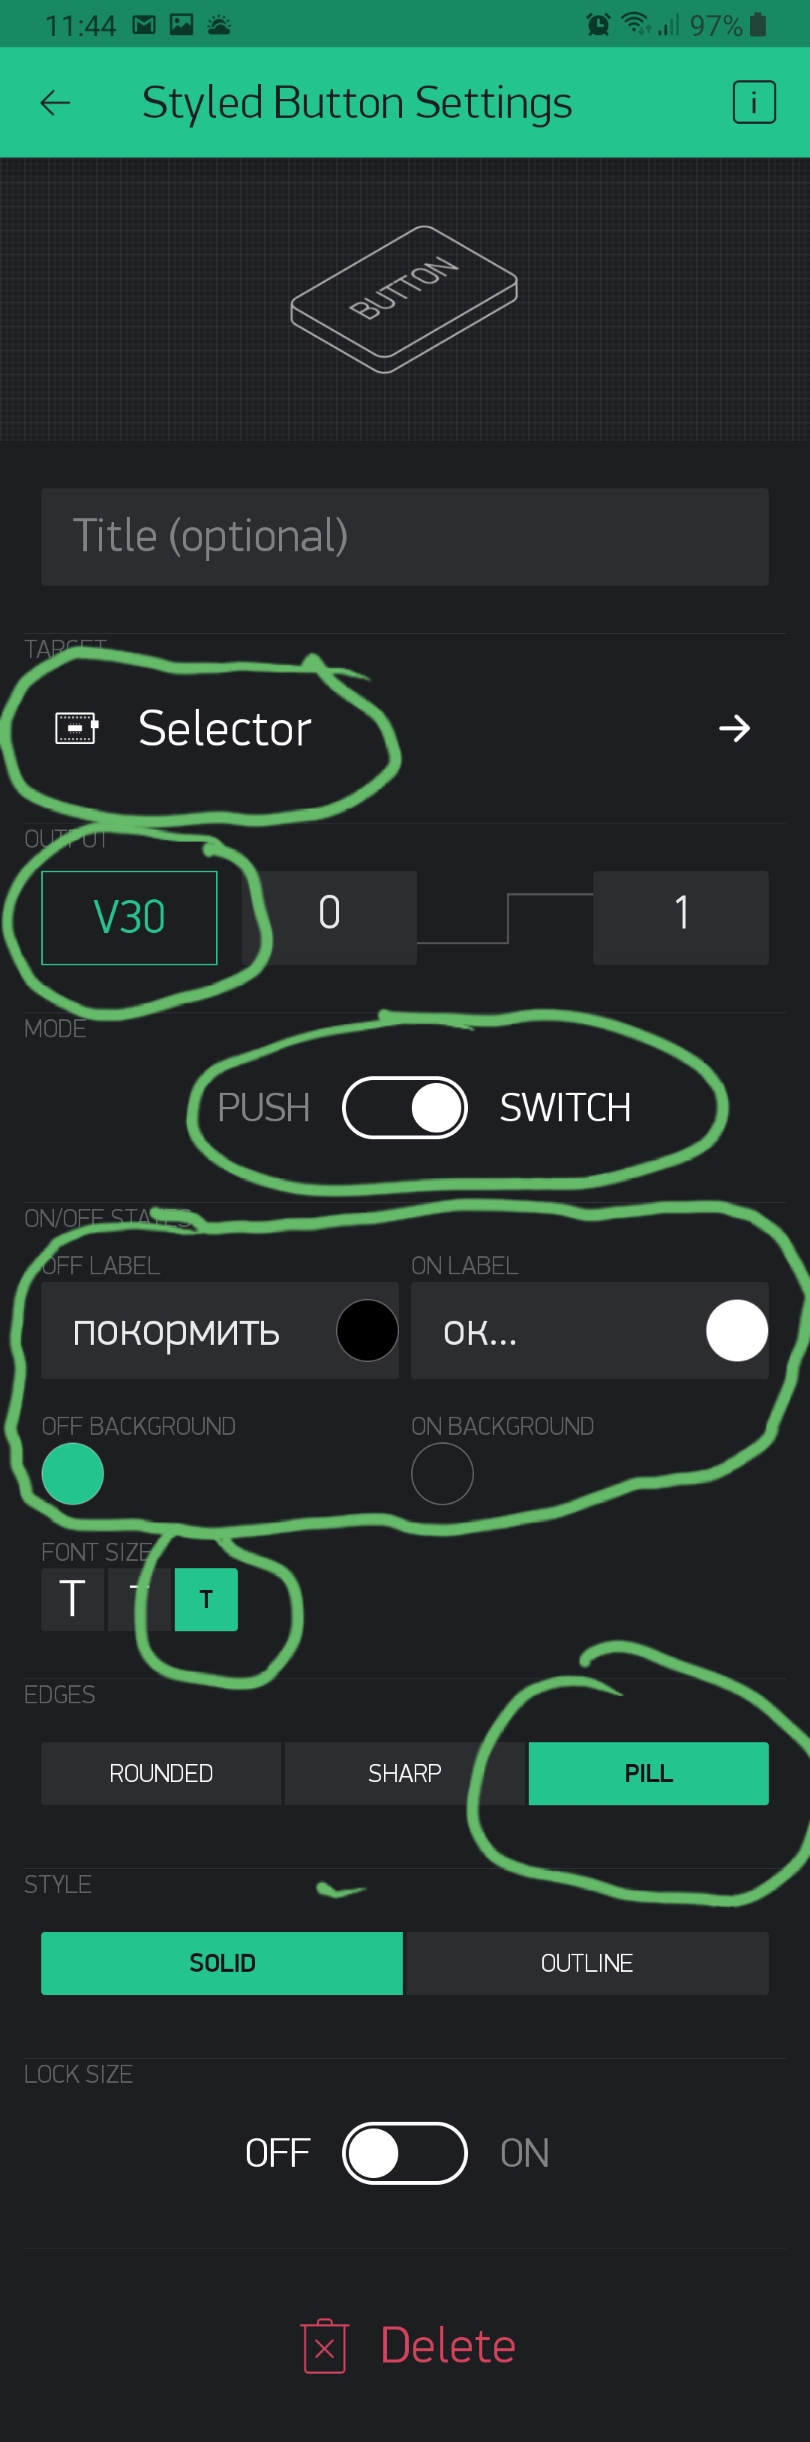 11:44 97%
Styled Button Settings
i
BUTTON
Title (optional)
TARGET
Selector
OUTPUT
V30 0 1
MODE
PUSH SWITCH
ON/OFF STATES
OFF LABEL ON LABEL
покормить ок...
OFF BACKGROUND ON BACKGROUND
FONT SIZE
T T T
EDGES
ROUNDED SHARP PILL
STYLE
SOLID OUTLINE
LOCK SIZE
OFF ON
Delete